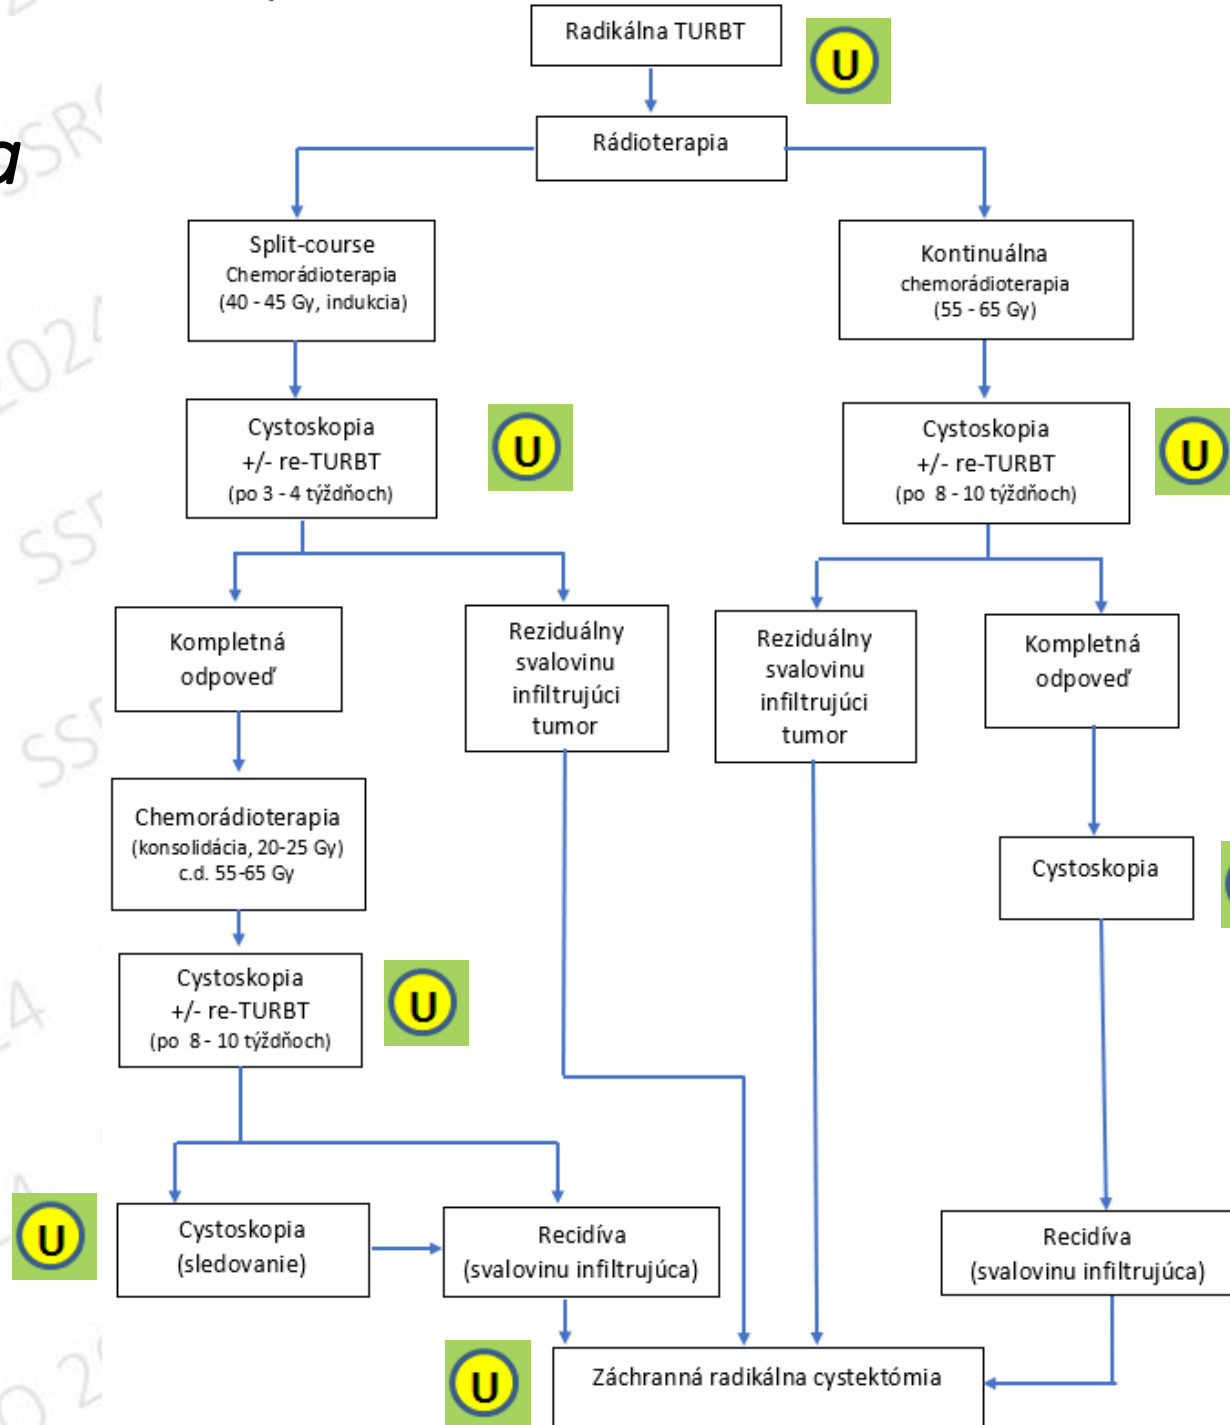 Radikálna TURBT
U
Rádioterapia
a
Split-course
Chemorádioterapia
(40 - 45 Gy, indukcia)
Kontinuálna
chemorádioterapia
(55 - 65 Gy)
Cystoskopia
+/- re-TURBT
(po 3 - 4 týždňoch)
U
Cystoskopia
+/- re-TURBT
(po 8 - 10 týždňoch)
U
Kompletná
odpoveď
Reziduálny
svalovinu
infiltrujúci
tumor
Reziduálny
svalovinu
infiltrujúci
tumor
Kompletná
odpoveď
Chemorádioterapia
(konsolidácia, 20-25 Gy)
c.d. 55-65 Gy
Cystoskopia
Cystoskopia
+/- re-TURBT
(po 8 - 10 týždňoch)
U
U
Cystoskopia
(sledovanie)
Recidíva
(svalovinu infiltrujúca)
Recidíva
(svalovinu infiltrujúca)
U
Záchranná radikálna cystektómia